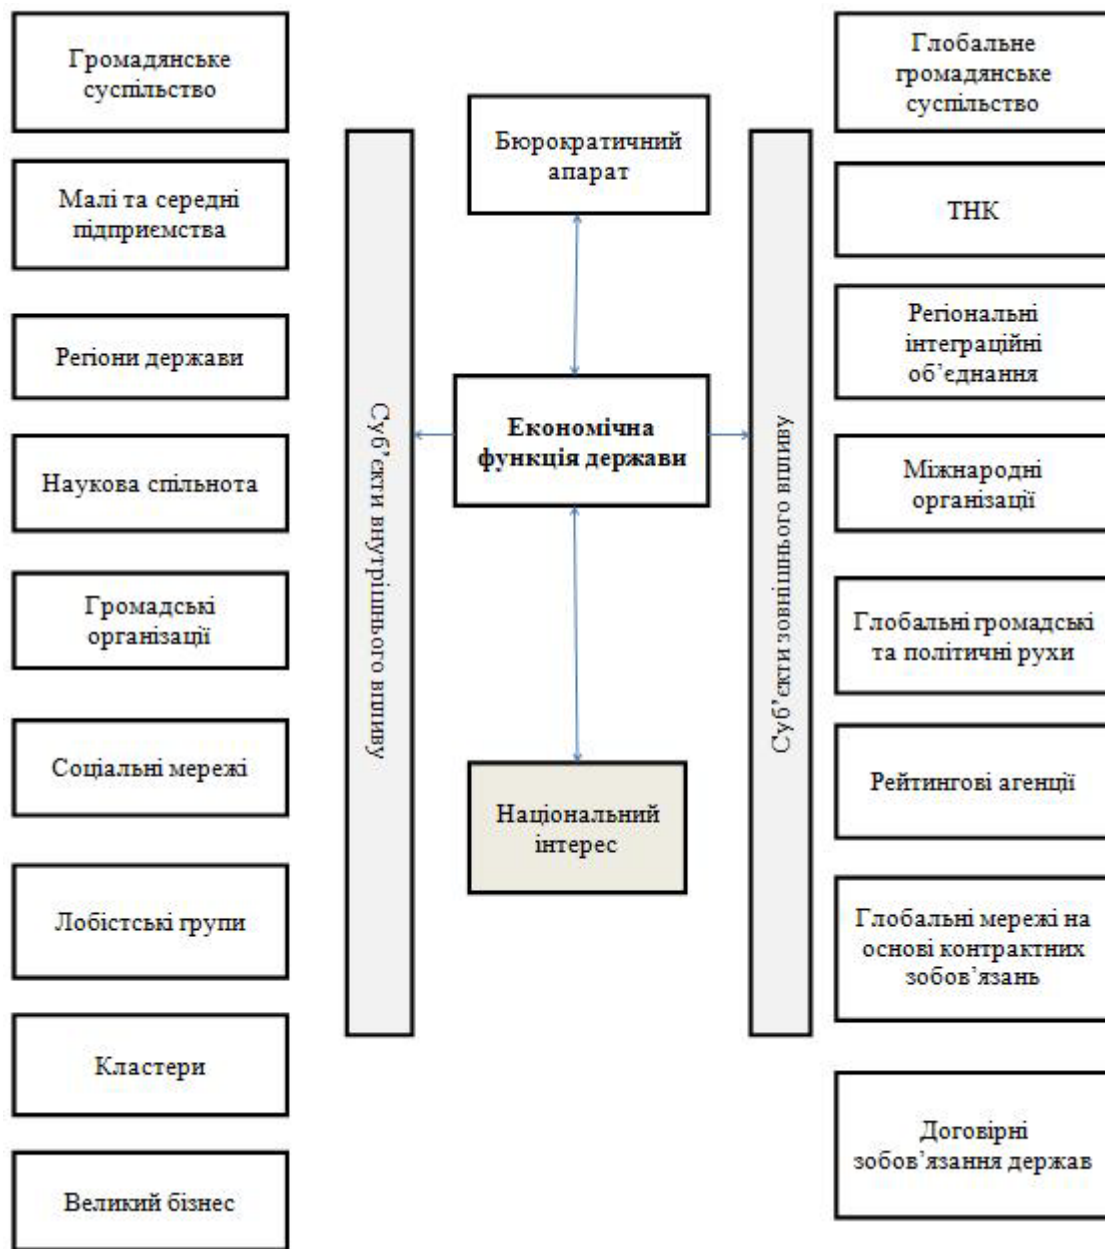 Громадянське
суспільство
Малі та середні
підприємства
Регіони держави
Наукова спільнота
Громадські
організації
Соціальні мережі
Лобістські групи
Кластери
Великий бізнес
Суб’єкти внутрішнього впливу
Бюрократичний
апарат
Економічна
функція держави
Національний
інтерес
Суб’єкти зовнішнього впливу
Глобальне
громадянське
суспільство
ТНК
Регіональні
інтеграційні
об’єднання
Міжнародні
організації
Глобальні громадські
та політичні рухи
Рейтингові агенції
Глобальні мережі на
основі контрактних
зобов’язань
Договірні
зобов’язання держав